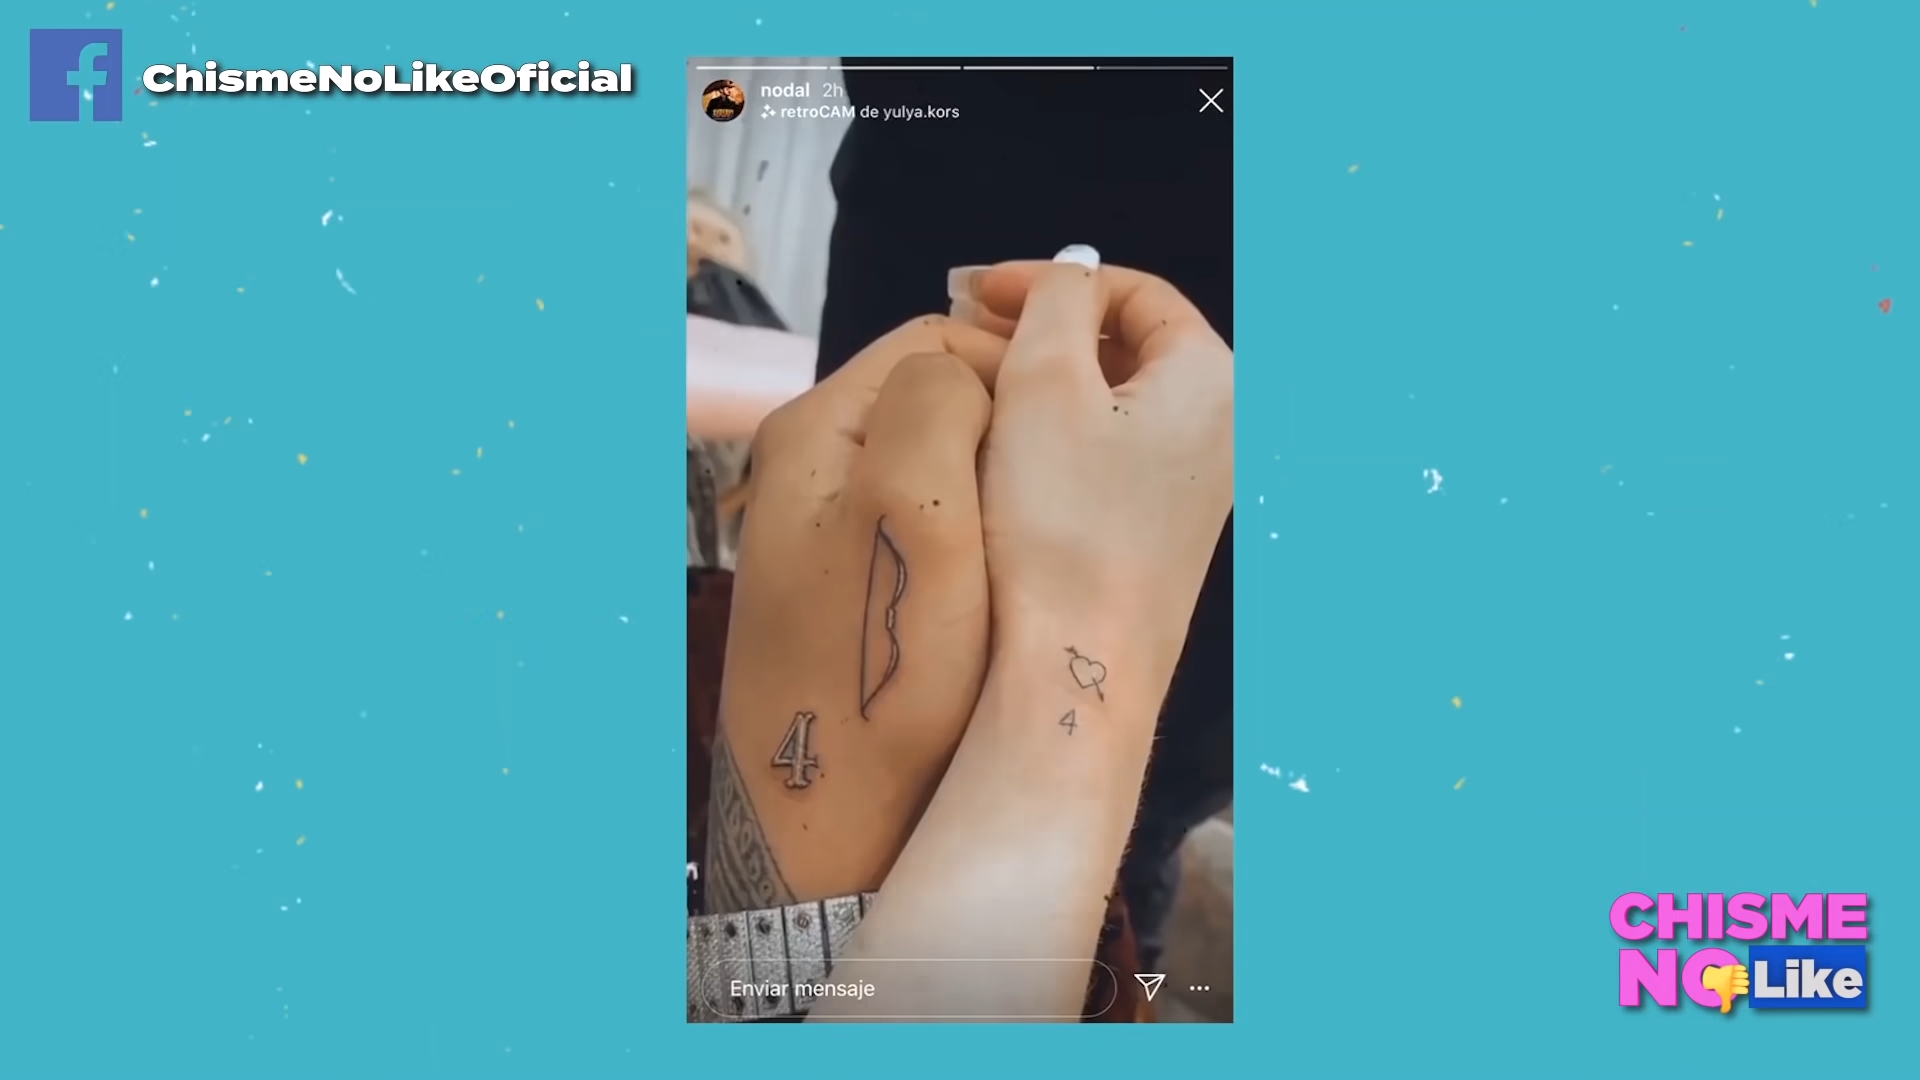 ChismeNoLikeOficial
nodal 2h
retroCAM de yulya.kors
4
4
Enviar mensaje
CHISME
NO Like